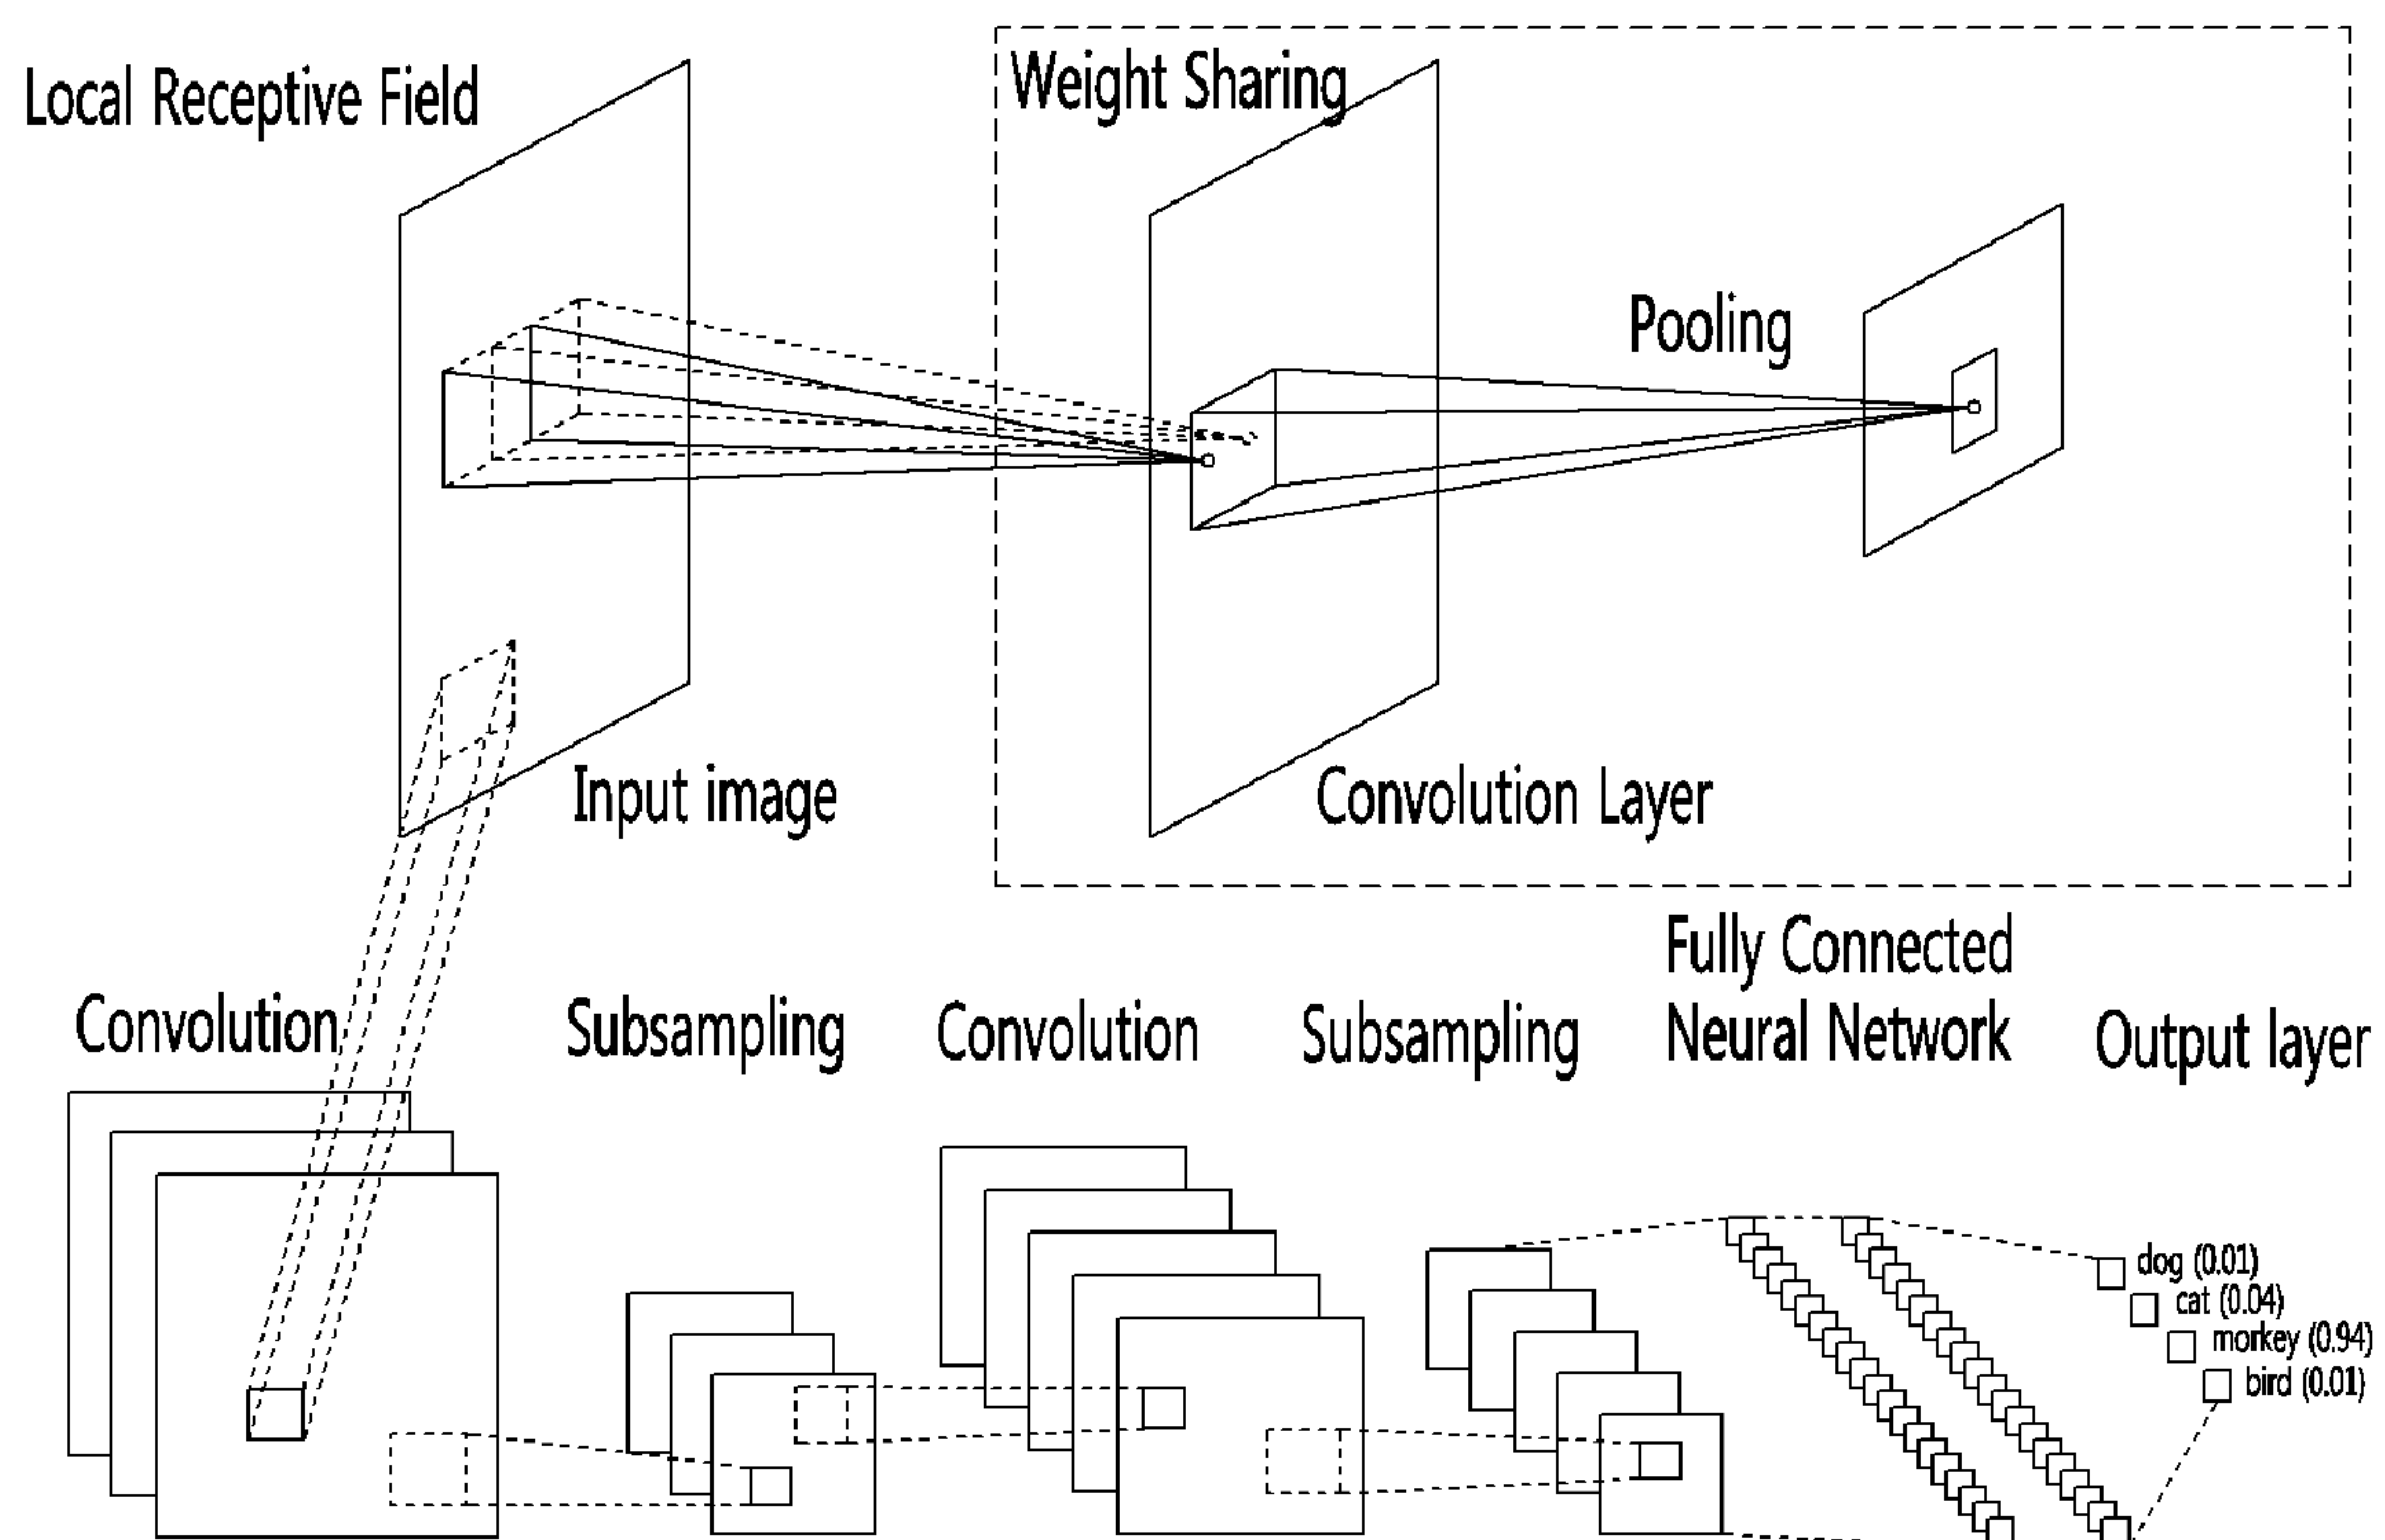 Local Receptive Field
Weight Sharing
Pooling
Input image
Convolution Layer
Convolution
Subsampling
Convolution
Subsampling
Fully Connected
Neural Network
Output layer
dog (0.01)
cat (0.04)
morkey (0.94)
bird (0.01)